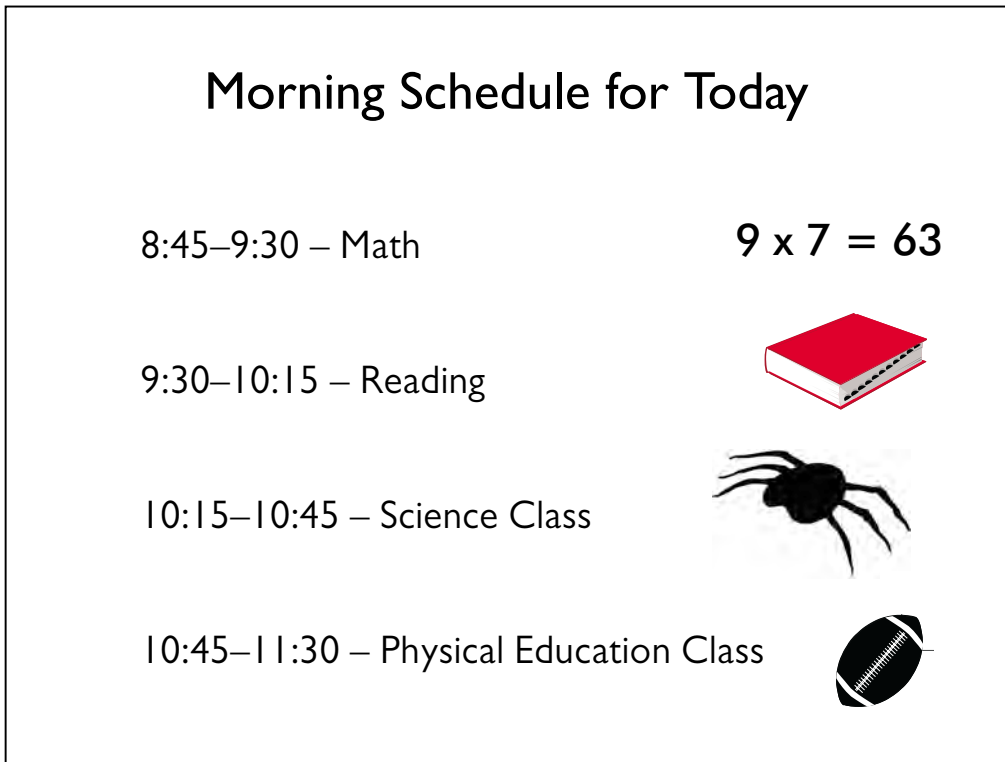 Morning Schedule for Today
8:45–9:30 – Math
9 x 7 = 63
9:30–10:15 – Reading
10:15–10:45 – Science Class
10:45–11:30 – Physical Education Class